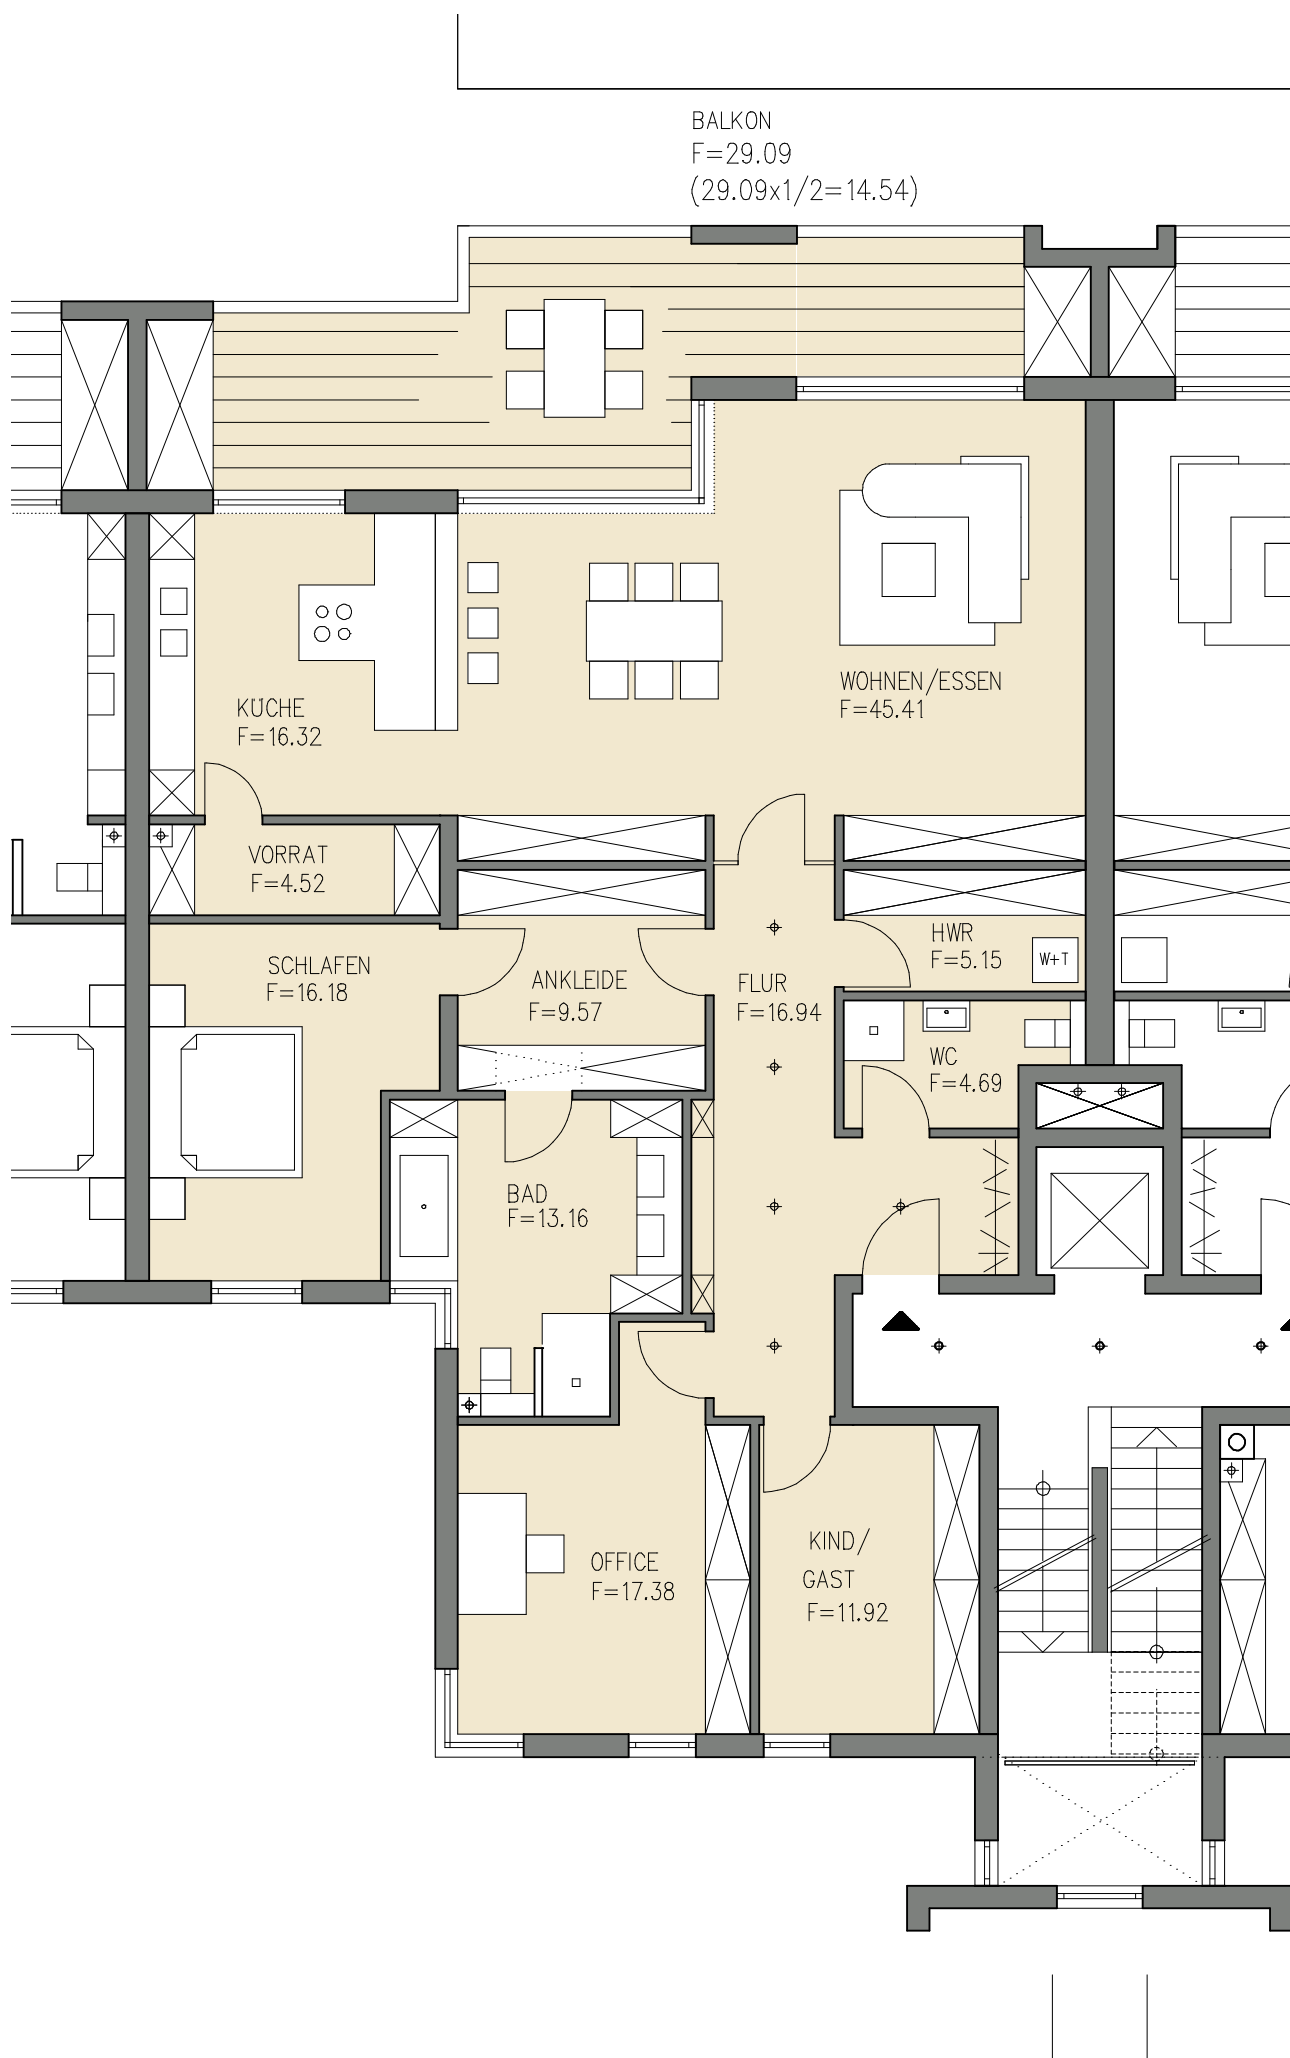 BALKON
F=29.09
(29.09x1/2=14.54)
WOHNEN/ESSEN
F=45.41
KÜCHE
F=16.32
VORRAT
F=4.52
HWR
F=5.15
W+T
SCHLAFEN
F=16.18
ANKLEIDE
F=9.57
FLUR
F=16.94
WC
F=4.69
BAD
F=13.16
OFFICE
F=17.38
KIND/
GAST
F=11.92